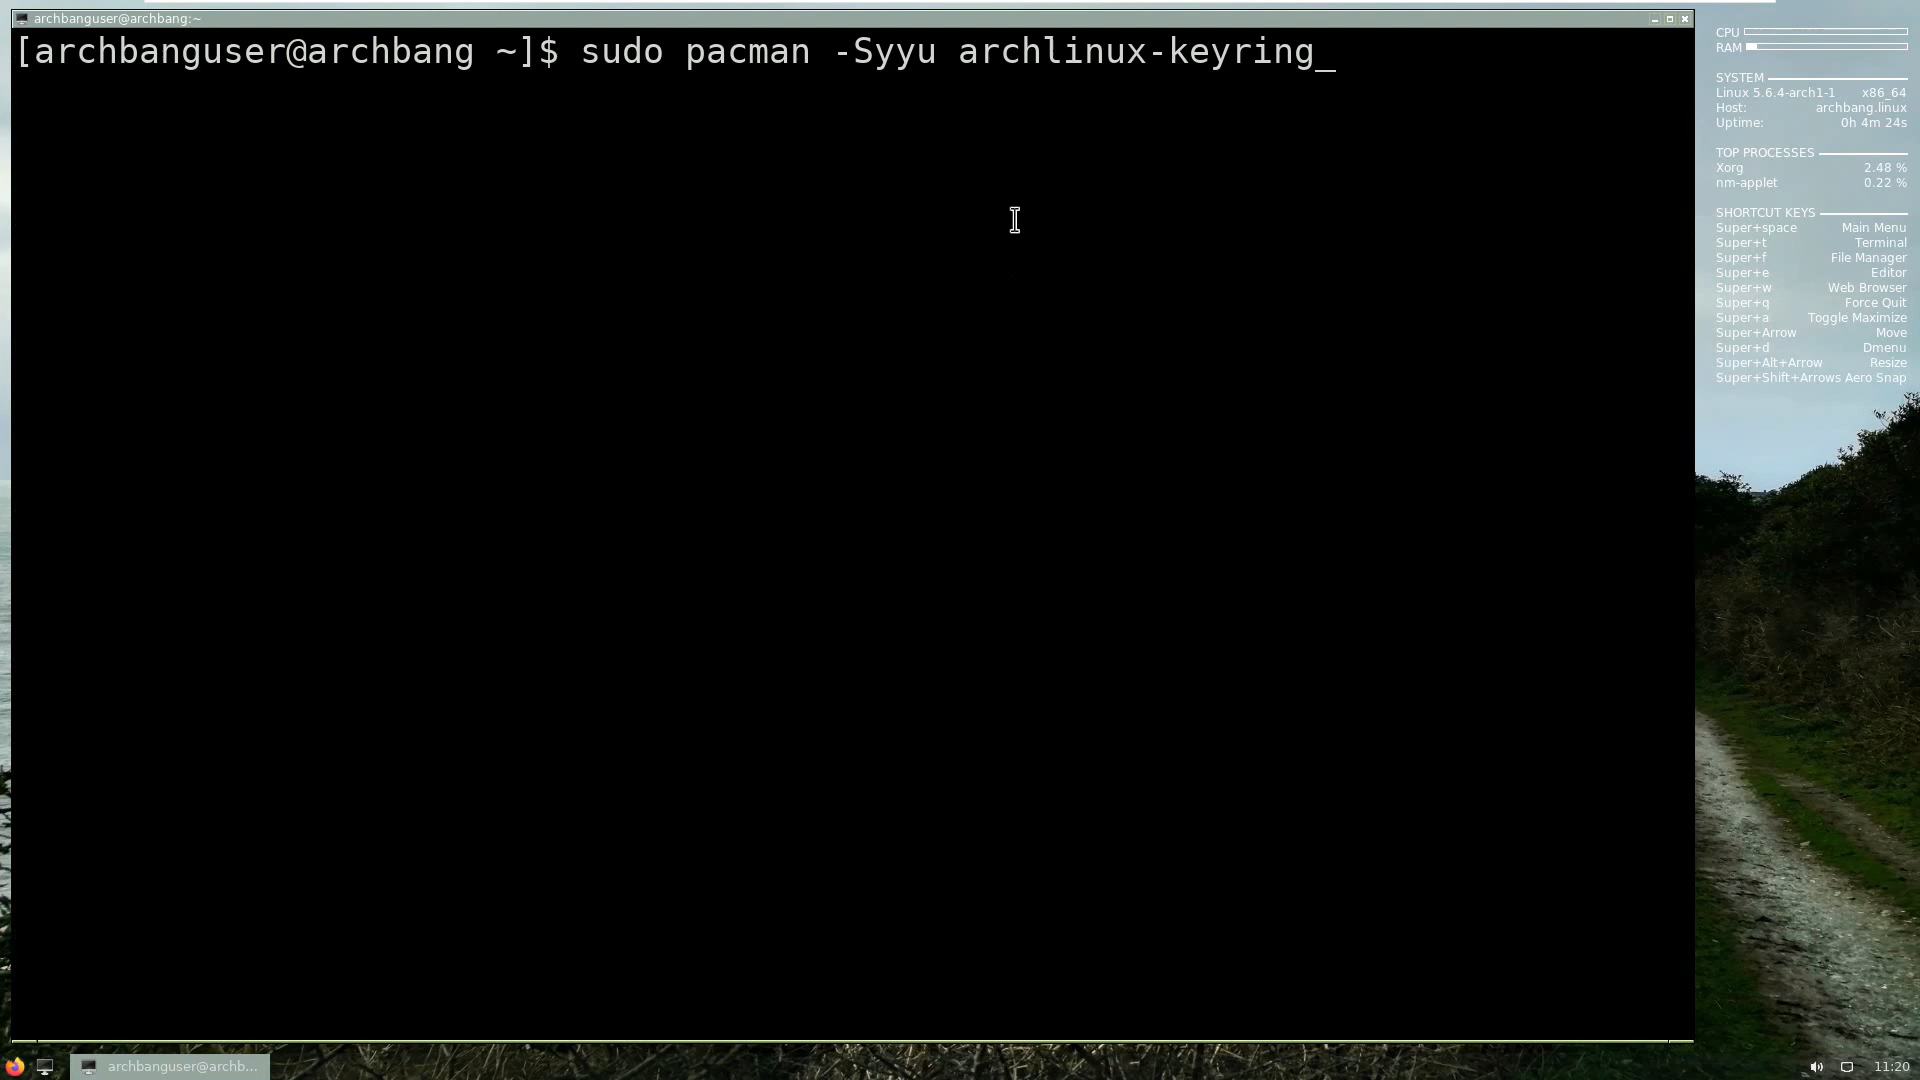 archbanguser@archbang:~
[archbanguser@archbang ~]$ sudo pacman -Syyu archlinux-keyring_
CPU
RAM
SYSTEM
Linux 5.6.4-arch1-1 x86_64
Host: archbang.linux
Uptime: 0h 4m 24s
TOP PROCESSES
Xorg 2.48 %
nm-applet 0.22 %
SHORTCUT KEYS
Super+space Main Menu
Super+t Terminal
Super+f File Manager
Super+e Editor
Super+w Web Browser
Super+q Force Quit
Super+a Toggle Maximize
Super+Arrow Move
Super+d Dmenu
Super+Alt+Arrow Resize
Super+Shift+Arrows Aero Snap
archbanguser@archb...
11:20